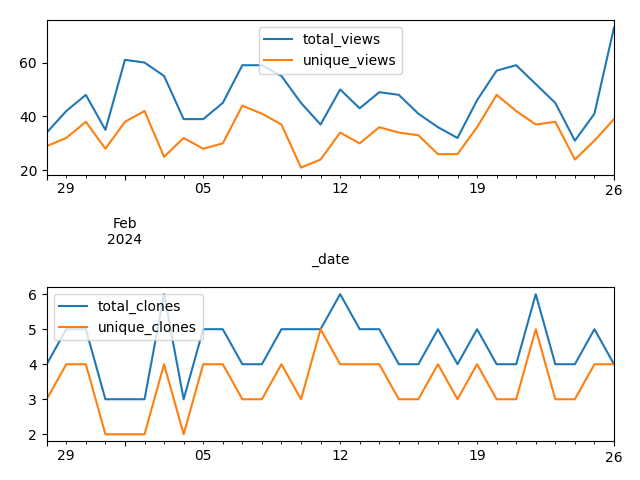 total_views
unique_views
60
40
20
29 05 12 19 26
Feb
2024
_date
total_clones
unique_clones
6
5
4
3
2
29 05 12 19 26